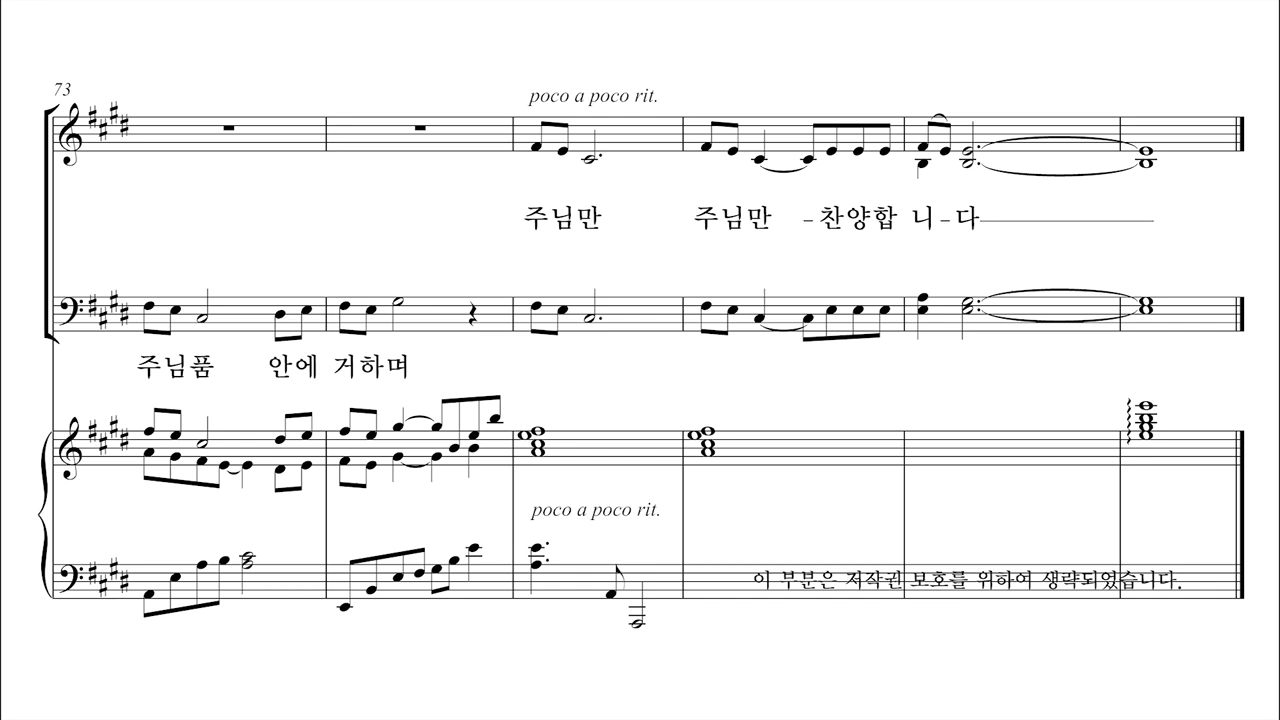 73
poco a poco rit.
주님만 주님만 - 찬양합 니 - 다
주님품 안에 거하며
poco a poco rit.
이 부분은 저작권 보호를 위하여 생략되었습니다.